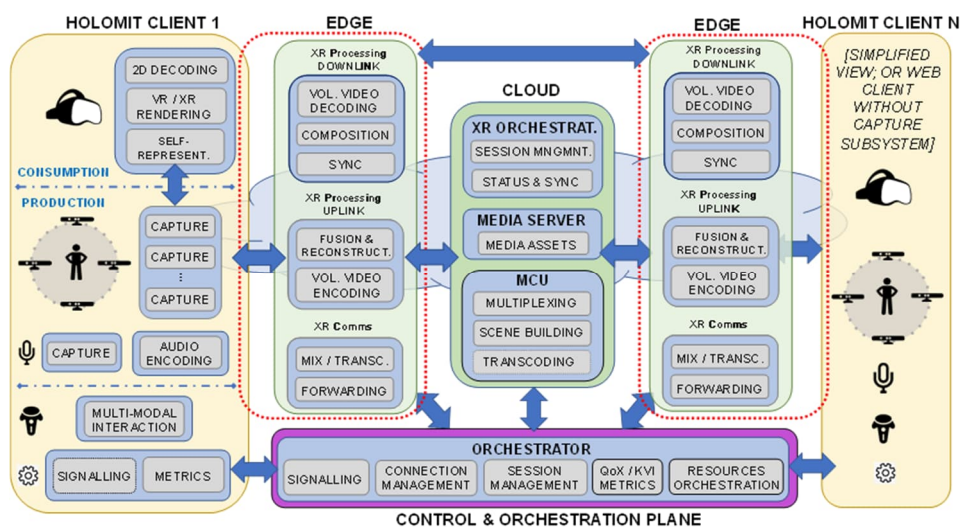 HOLOMIT CLIENT 1
2D DECODING
VR / XR
RENDERING
SELF-
REPRESENT.
CONSUMPTION
PRODUCTION
CAPTURE
CAPTURE
⋮
CAPTURE
CAPTURE
AUDIO
ENCODING
MULTI-MODAL
INTERACTION
SIGNALLING
METRICS
EDGE
XR Processing
DOWNLINK
VOL. VIDEO
DECODING
COMPOSITION
SYNC
XR Processing
UPLINK
FUSION &
RECONSTRUCT.
VOL. VIDEO
ENCODING
XR Comms
MIX / TRANSC.
FORWARDING
CLOUD
XR ORCHESTRAT.
SESSION MNGMNT.
STATUS & SYNC
MEDIA SERVER
MEDIA ASSETS
MCU
MULTIPLEXING
SCENE BUILDING
TRANSCODING
EDGE
XR Processing
DOWNLINK
VOL. VIDEO
DECODING
COMPOSITION
SYNC
XR Processing
UPLINK
FUSION &
RECONSTRUCT.
VOL. VIDEO
ENCODING
XR Comms
MIX / TRANSC.
FORWARDING
HOLOMIT CLIENT N
[SIMPLIFIED
VIEW; OR WEB
CLIENT
WITHOUT
CAPTURE
SUBSYSTEM]
ORCHESTRATOR
SIGNALLING
CONNECTION
MANAGEMENT
SESSION
MANAGEMENT
QoX / KVI
METRICS
RESOURCES
ORCHESTRATION
CONTROL & ORCHESTRATION PLANE